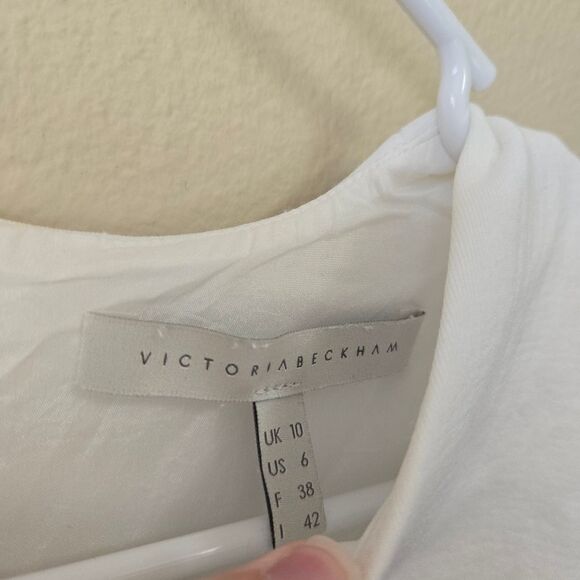 VICTORIABECKHAM
UK 10
US 6
F 38
I 42